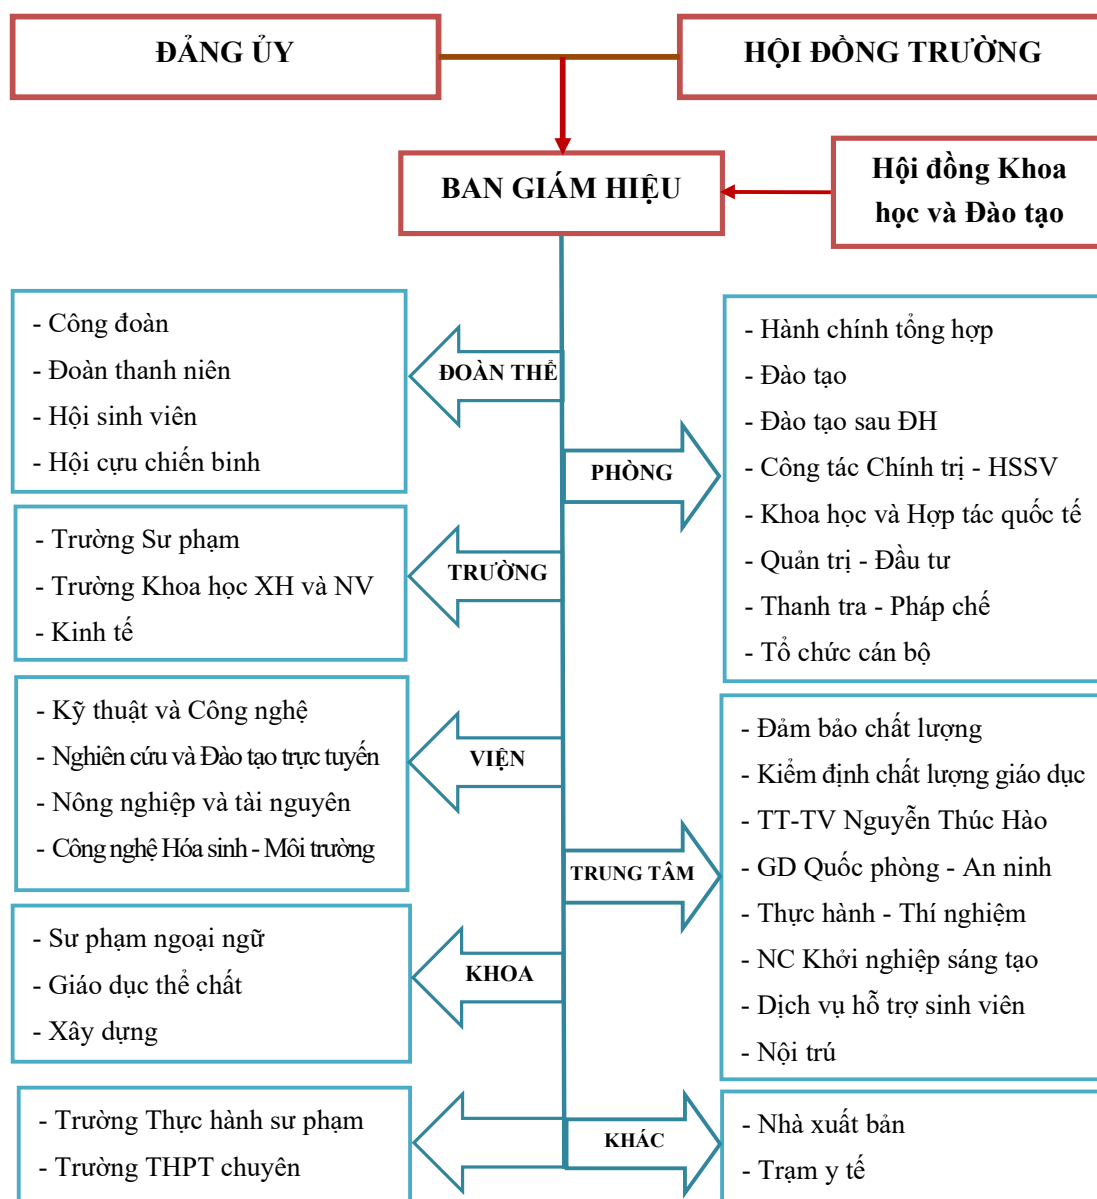 ĐẢNG ỦY
HỘI ĐỒNG TRƯỜNG
BAN GIÁM HIỆU
Hội đồng Khoa
học và Đào tạo
- Công đoàn
- Đoàn thanh niên
- Hội sinh viên
- Hội cựu chiến binh
ĐOÀN THỂ
- Hành chính tổng hợp
- Đào tạo
- Đào tạo sau ĐH
- Công tác Chính trị - HSSV
- Khoa học và Hợp tác quốc tế
- Quản trị - Đầu tư
- Thanh tra - Pháp chế
- Tổ chức cán bộ
PHÒNG
- Trường Sư phạm
- Trường Khoa học XH và NV
- Kinh tế
TRƯỜNG
- Kỹ thuật và Công nghệ
- Nghiên cứu và Đào tạo trực tuyến
- Nông nghiệp và tài nguyên
- Công nghệ Hóa sinh - Môi trường
VIỆN
- Đảm bảo chất lượng
- Kiểm định chất lượng giáo dục
- TT-TV Nguyễn Thúc Hào
- GD Quốc phòng - An ninh
- Thực hành - Thí nghiệm
- NC Khởi nghiệp sáng tạo
- Dịch vụ hỗ trợ sinh viên
- Nội trú
TRUNG TÂM
- Sư phạm ngoại ngữ
- Giáo dục thể chất
- Xây dựng
KHOA
- Trường Thực hành sư phạm
- Trường THPT chuyên
KHÁC
- Nhà xuất bản
- Trạm y tế